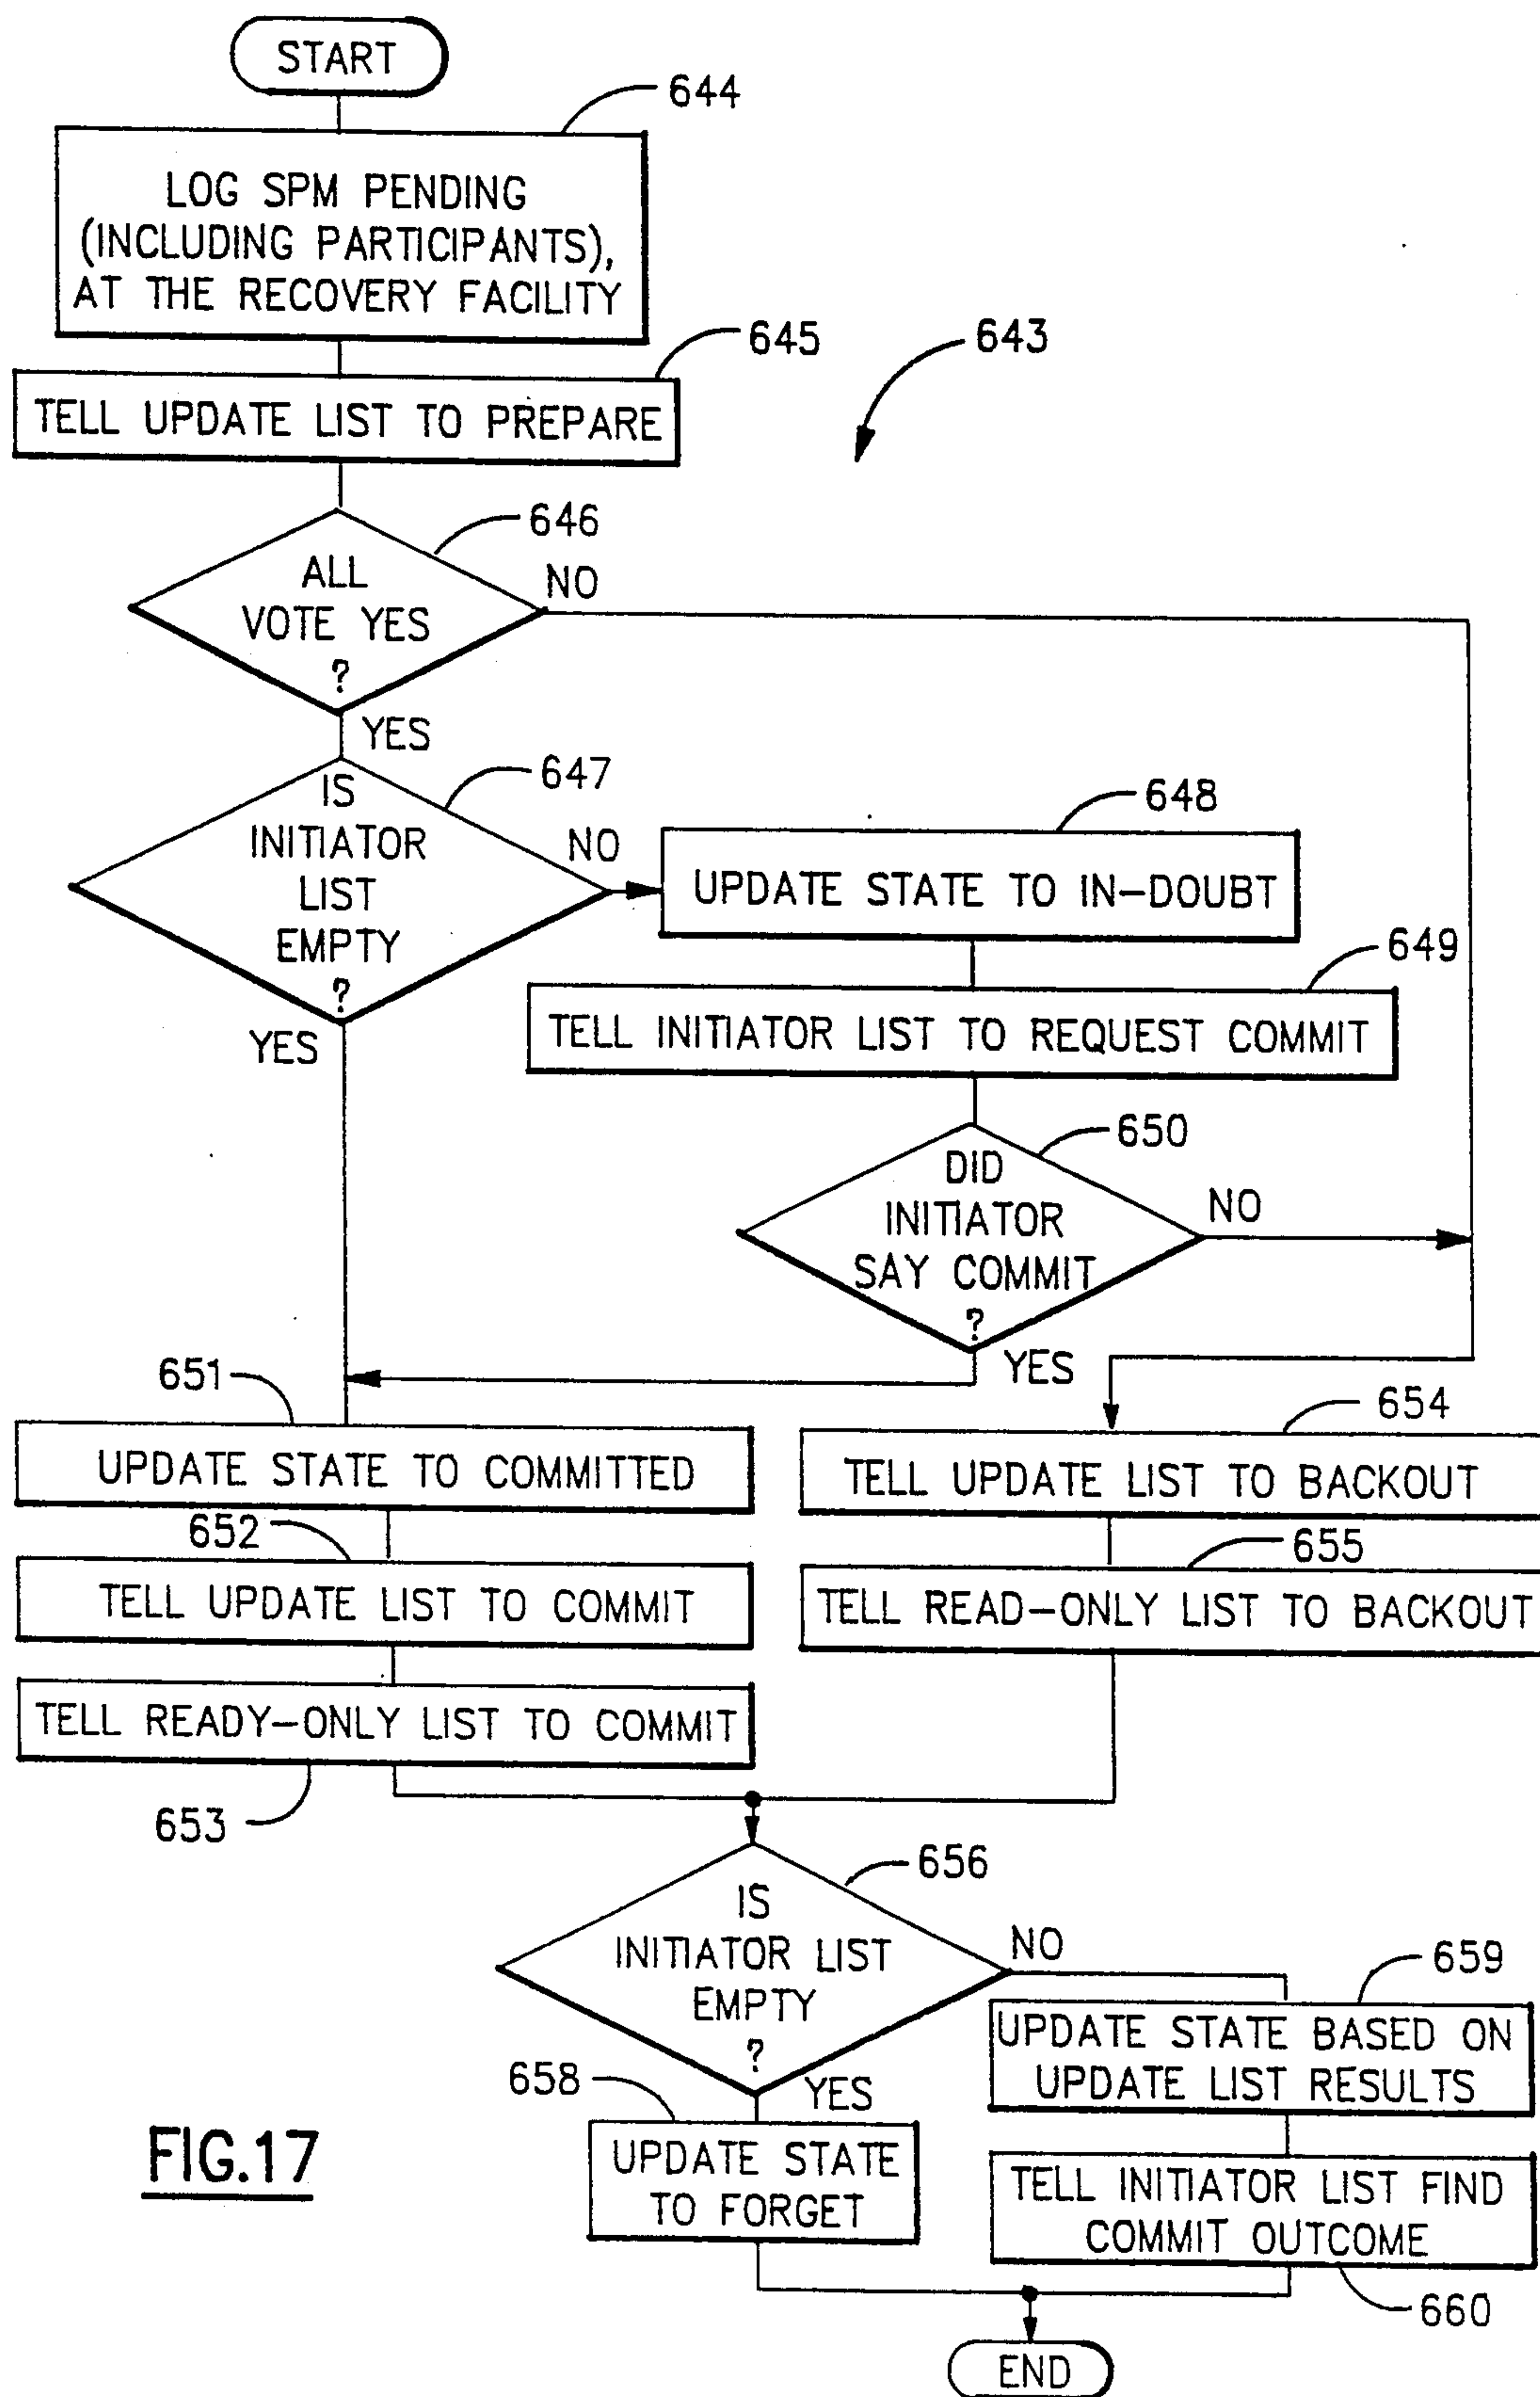 START
644
LOG SPM PENDING
(INCLUDING PARTICIPANTS),
AT THE RECOVERY FACILITY
645
643
TELL UPDATE LIST TO PREPARE
646
ALL
VOTE YES
?
NO
YES
647
IS
INITIATOR
LIST
EMPTY
?
NO
YES
648
UPDATE STATE TO IN-DOUBT
649
TELL INITIATOR LIST TO REQUEST COMMIT
650
DID
INITIATOR
SAY COMMIT
?
NO
YES
651
UPDATE STATE TO COMMITTED
654
TELL UPDATE LIST TO BACKOUT
652
TELL UPDATE LIST TO COMMIT
655
TELL READ-ONLY LIST TO BACKOUT
TELL READY-ONLY LIST TO COMMIT
653
656
IS
INITIATOR LIST
EMPTY
?
NO
YES
659
UPDATE STATE BASED ON
UPDATE LIST RESULTS
658
UPDATE STATE
TO FORGET
TELL INITIATOR LIST FIND
COMMIT OUTCOME
660
END
FIG.17